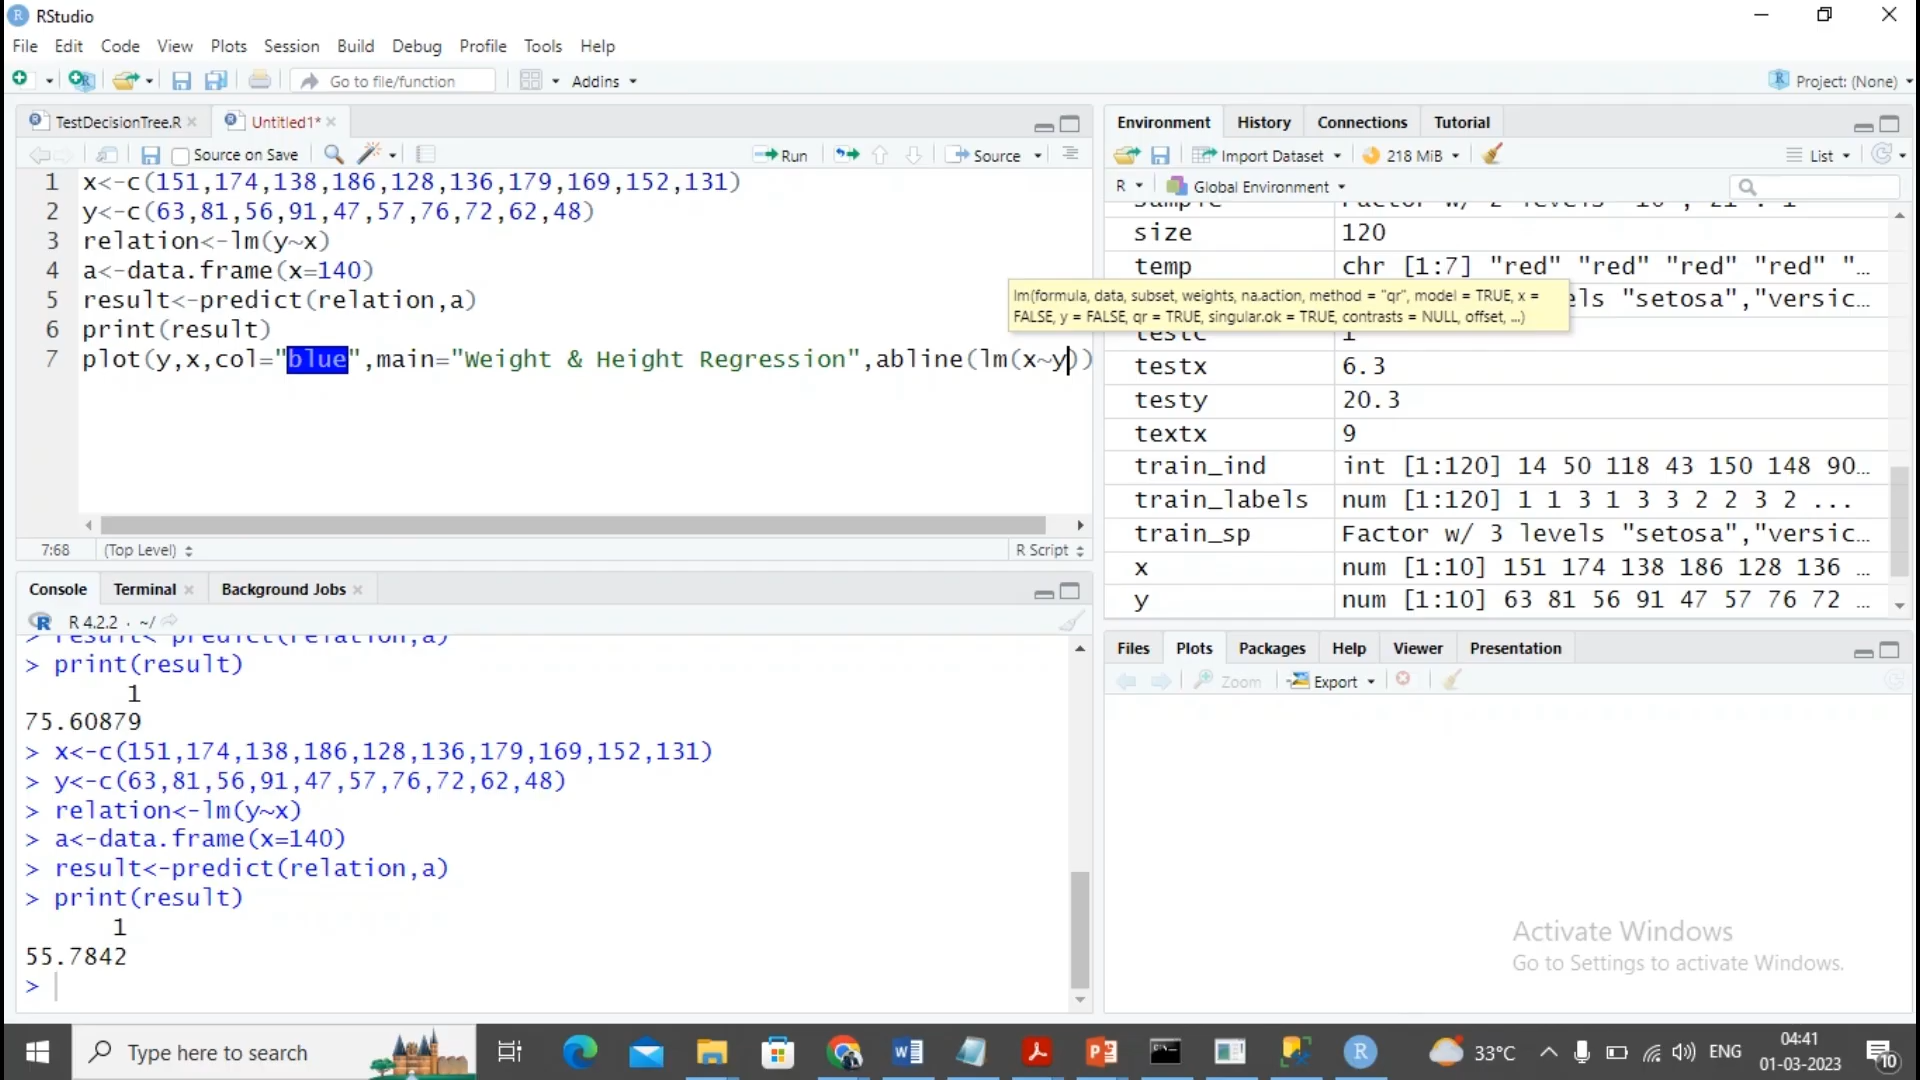 RStudio
File Edit Code View Plots Session Build Debug Profile Tools Help
Go to file/function Addins Project: (None)
TestDecisionTree.R Untitled1*
Source on Save Run Source
1 x<-c(151,174,138,186,128,136,179,169,152,131)
2 y<-c(63,81,56,91,47,57,76,72,62,48)
3 relation<-lm(y~x)
4 a<-data.frame(x=140)
5 result<-predict(relation,a)
6 print(result)
7 plot(y,x,col="blue",main="Weight & Height Regression",abline(lm(x~y))
lm(formula, data, subset, weights, na.action, method = "qr", model = TRUE, x =
FALSE, y = FALSE, qr = TRUE, singular.ok = TRUE, contrasts = NULL, offset, ...)
7:68 (Top Level) R Script
Console Terminal Background Jobs
R 4.2.2 · ~/
> result<-predict(relation,a)
> print(result)
1
75.60879
> x<-c(151,174,138,186,128,136,179,169,152,131)
> y<-c(63,81,56,91,47,57,76,72,62,48)
> relation<-lm(y~x)
> a<-data.frame(x=140)
> result<-predict(relation,a)
> print(result)
1
55.7842
>
Environment History Connections Tutorial
Import Dataset 218 MiB List
R Global Environment
size 120
temp chr [1:7] "red" "red" "red" "red" "...
els "setosa","versic...
testc 1
testx 6.3
testy 20.3
textx 9
train_ind int [1:120] 14 50 118 43 150 148 90...
train_labels num [1:120] 1 1 3 1 3 3 2 2 3 2 ...
train_sp Factor w/ 3 levels "setosa","versic...
x num [1:10] 151 174 138 186 128 136 ...
y num [1:10] 63 81 56 91 47 57 76 72 ...
Files Plots Packages Help Viewer Presentation
Zoom Export
Activate Windows
Go to Settings to activate Windows.
Type here to search
33°C ENG
04:41
01-03-2023
10